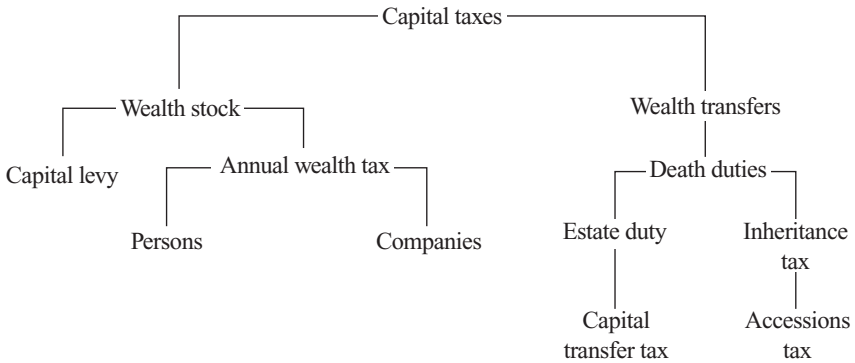 Capital taxes
Wealth stock
Wealth transfers
Capital levy
Annual wealth tax
Death duties
Persons
Companies
Estate duty
Inheritance
tax
Capital
transfer tax
Accessions
tax